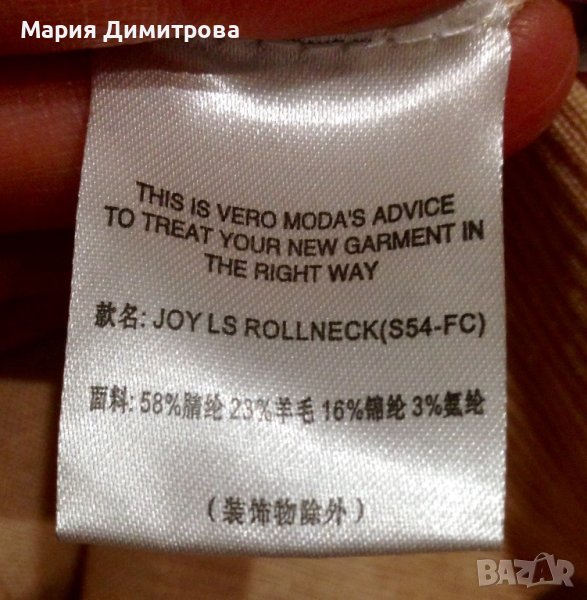 Мария Димитрова
THIS IS VERO MODA'S ADVICE
TO TREAT YOUR NEW GARMENT IN
THE RIGHT WAY
款名: JOY LS ROLLNECK(S54-FC)
面料: 58%腈纶 23%羊毛 16%锦纶 3%氨纶
(装饰物除外)
BAZAR